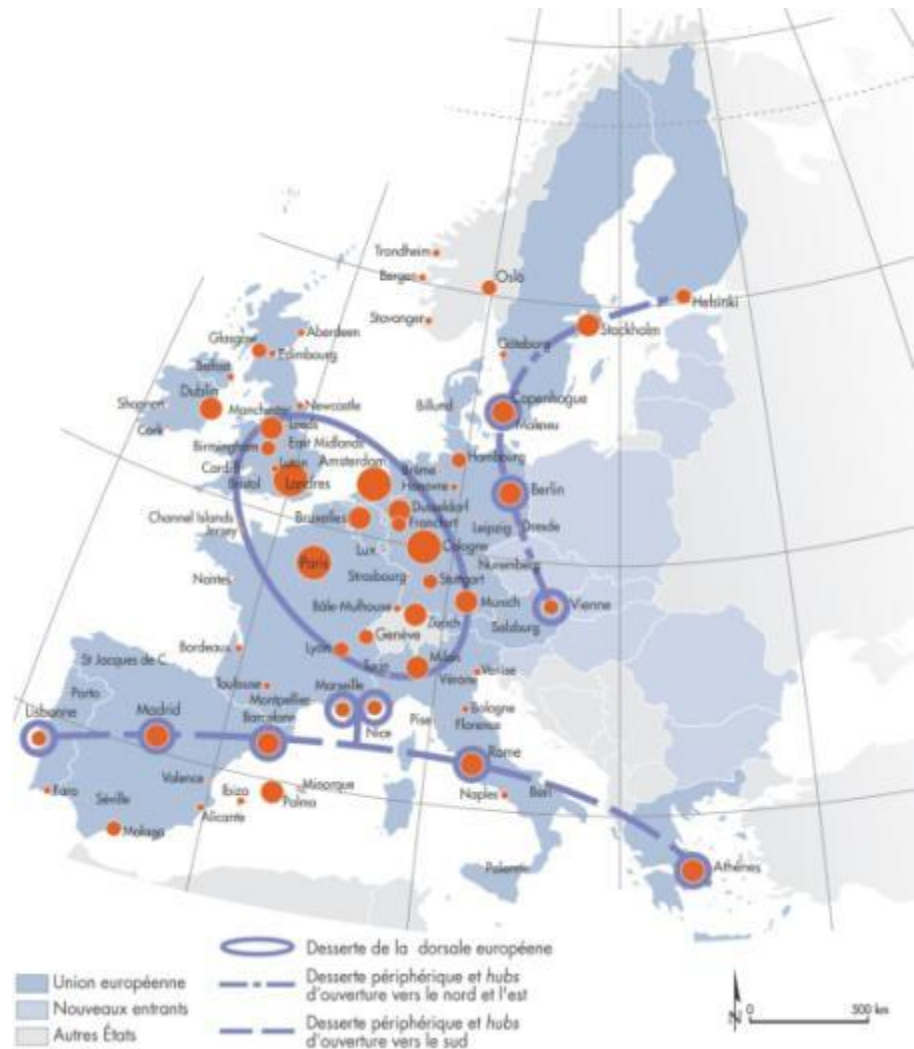 Trondheim
Bergen
Oslo
Stavanger
Helsinki
Stockholm
Göteborg
Aberdeen
Glasgow
Edimbourg
Belfast
Dublin
Shannon
Cork
Newcastle
Manchester
Leeds
Birmingham
East Midlands
Cardiff
Luton
Bristol
Londres
Amsterdam
Billund
Copenhague
Malmeu
Hambourg
Brême
Hanovre
Berlin
Bruxelles
Dusseldorf
Francfort
Leipzig
Dresde
Channel Islands
Jersey
Lux
Cologne
Nuremberg
Paris
Strasbourg
Stuttgart
Nantes
Bâle-Mulhouse
Zurich
Munich
Vienne
Salzburg
Genève
Bordeaux
Lyon
Turin
Milan
Vérone
Venise
St Jacques de C.
Toulouse
Montpellier
Marseille
Nice
Bologne
Pise
Florence
Porto
Lisbonne
Madrid
Barcelone
Rome
Valence
Minorque
Ibiza
Palma
Naples
Bari
Faro
Séville
Alicante
Malaga
Palerme
Athènes
Desserte de la dorsale européene
Union européenne
Nouveaux entrants
Autres États
Desserte périphérique et hubs
d'ouverture vers le nord et l'est
Desserte périphérique et hubs
d'ouverture vers le sud
N
0
500 km